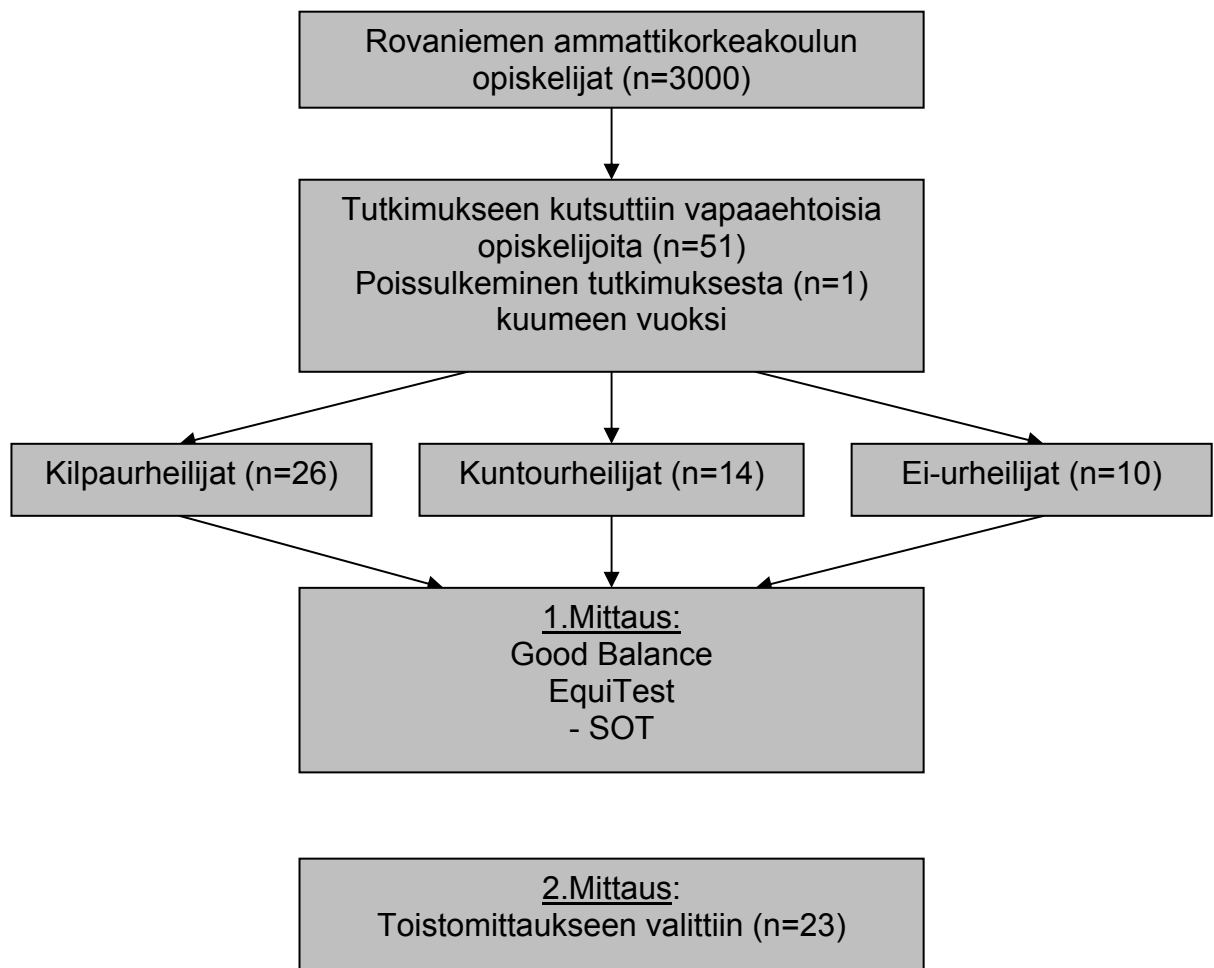 Rovaniemen ammattikorkeakoulun
opiskelijat (n=3000)
Tutkimukseen kutsuttiin vapaaehtoisia
opiskelijoita (n=51)
Poissulkeminen tutkimuksesta (n=1)
kuumeen vuoksi
Kilpaurheilijat (n=26)
Kuntourheilijat (n=14)
Ei-urheilijat (n=10)
1.Mittaus:
Good Balance
EquiTest
- SOT
2.Mittaus:
Toistomittaukseen valittiin (n=23)